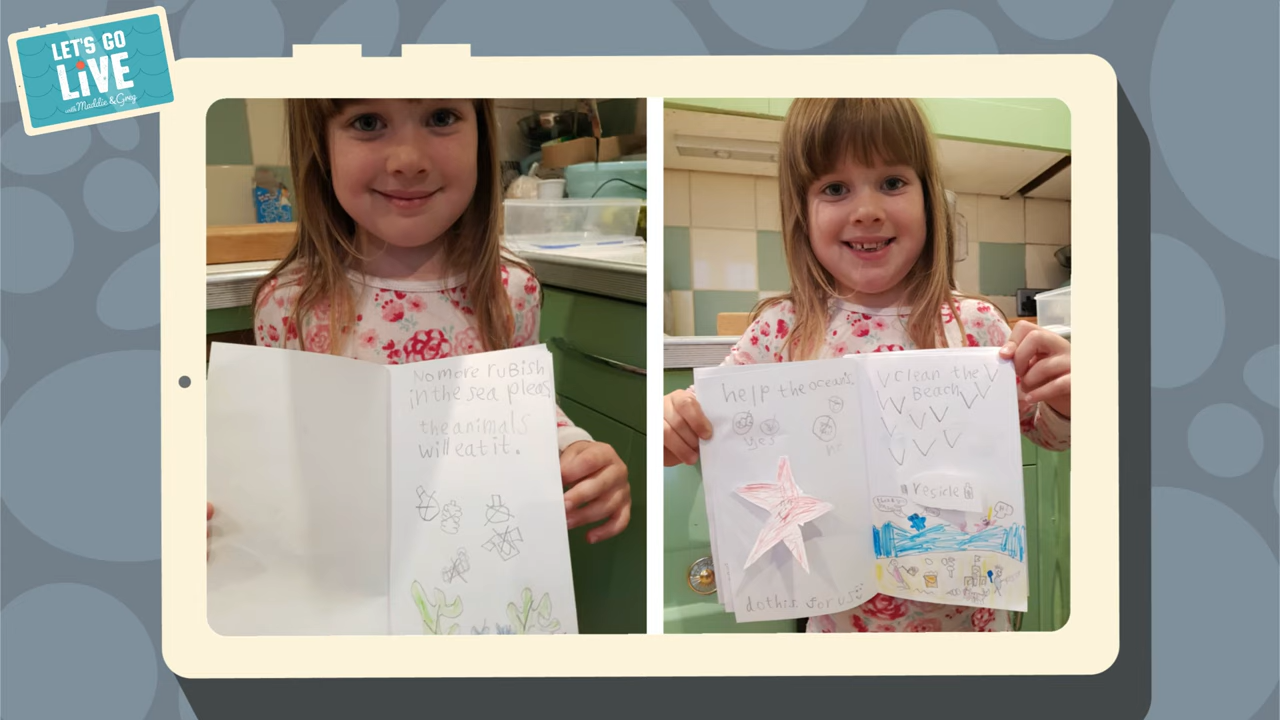 LET'S GO
LiVE
with Maddie & Greg
No more ruBish
in the sea pleas
the animals
will eat it.
help the oceans
yes
no
do this for us
Clean the
Beach
resicle